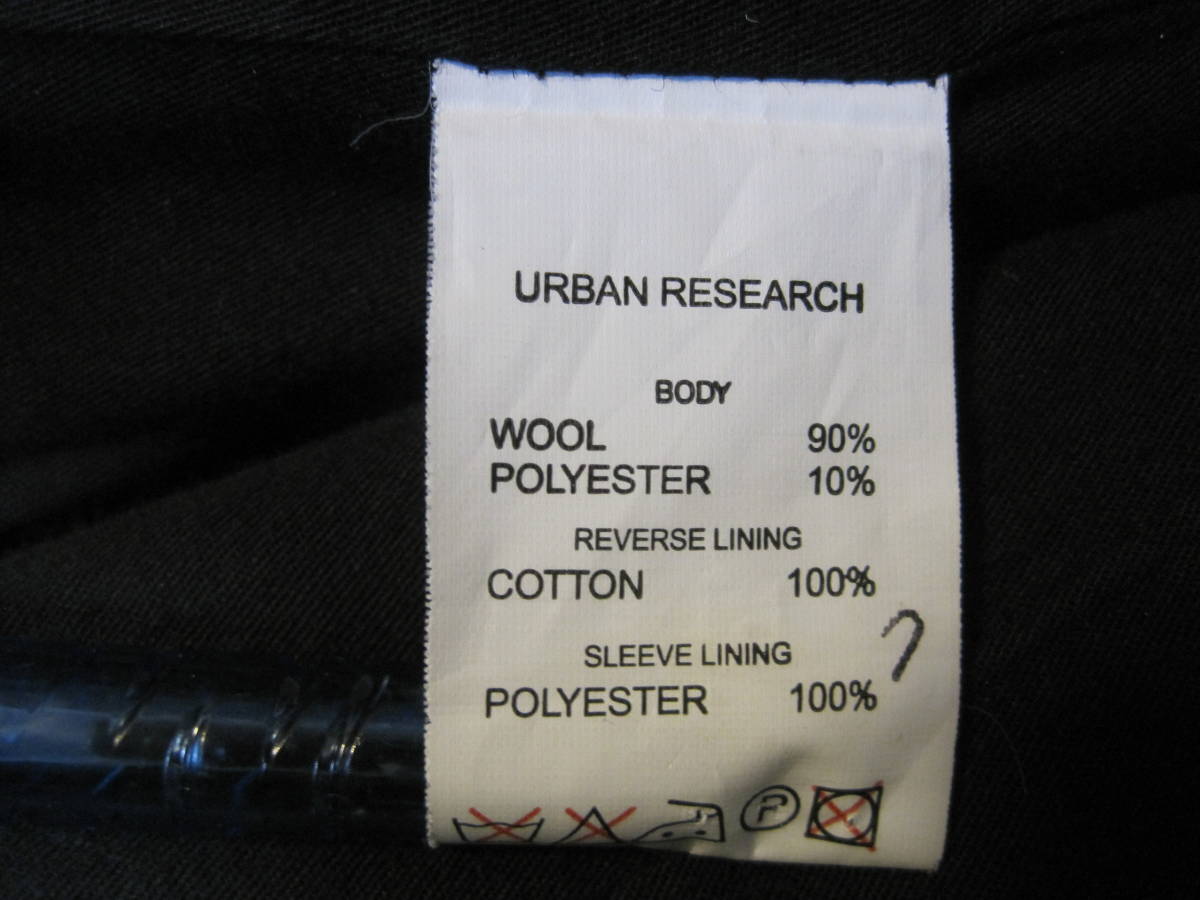 URBAN RESEARCH
BODY
WOOL 90%
POLYESTER 10%
REVERSE LINING
COTTON 100%
SLEEVE LINING
POLYESTER 100%
P